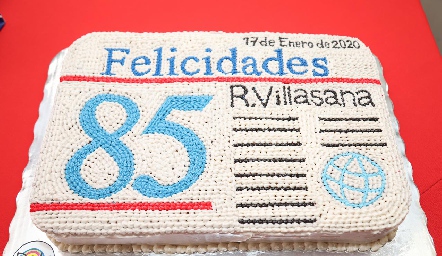 17 de Enero de 2020
Felicidades
85
R.Villasana